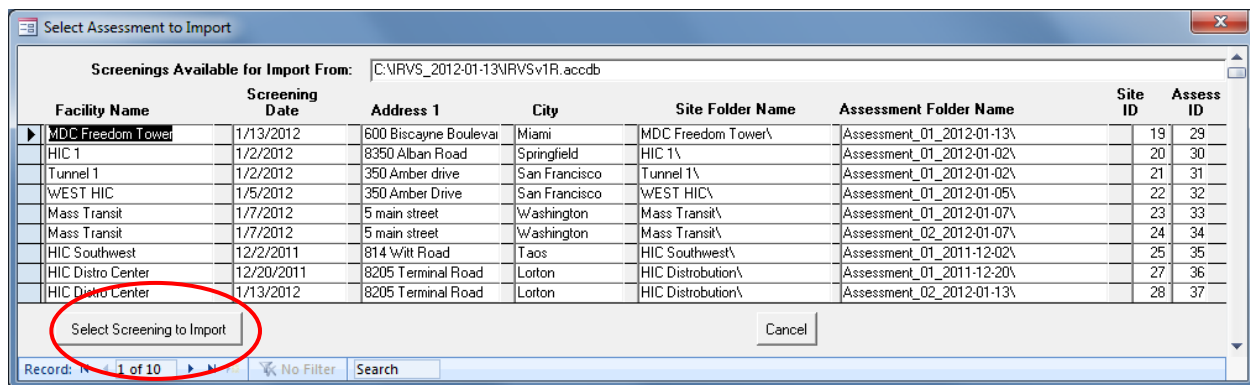 Select Assessment to Import
Screenings Available for Import From: C:\IRVS_2012-01-13\IRVSv1R.accdb
Facility Name Screening Date Address 1 City Site Folder Name Assessment Folder Name Site ID Assess ID
MDC Freedom Tower 1/13/2012 600 Biscayne Boulevar Miami MDC Freedom Tower\ Assessment_01_2012-01-13\ 19 29
HIC 1 1/2/2012 8350 Alban Road Springfield HIC 1\ Assessment_01_2012-01-02\ 20 30
Tunnel 1 1/2/2012 350 Amber drive San Francisco Tunnel 1\ Assessment_01_2012-01-02\ 21 31
WEST HIC 1/5/2012 350 Amber Drive San Francisco WEST HIC\ Assessment_01_2012-01-05\ 22 32
Mass Transit 1/7/2012 5 main street Washington Mass Transit\ Assessment_01_2012-01-07\ 23 33
Mass Transit 1/7/2012 5 main street Washington Mass Transit\ Assessment_02_2012-01-07\ 24 34
HIC Southwest 12/2/2011 814 Witt Road Taos HIC Southwest\ Assessment_01_2011-12-02\ 25 35
HIC Distro Center 12/20/2011 8205 Terminal Road Lorton HIC Distrobution\ Assessment_01_2011-12-20\ 27 36
HIC Distro Center 1/13/2012 8205 Terminal Road Lorton HIC Distrobution\ Assessment_02_2012-01-13\ 28 37
Select Screening to Import Cancel
Record: 1 of 10 No Filter Search